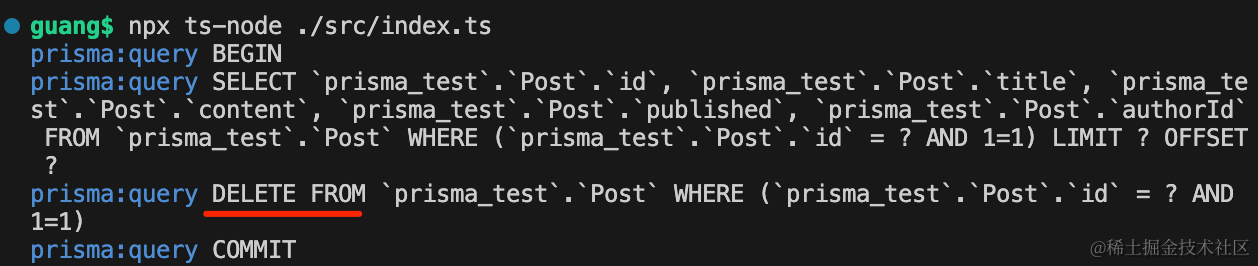 guang$ npx ts-node ./src/index.ts
prisma:query BEGIN
prisma:query SELECT `prisma_test`.`Post`.`id`, `prisma_test`.`Post`.`title`, `prisma_te
st`.`Post`.`content`, `prisma_test`.`Post`.`published`, `prisma_test`.`Post`.`authorId`
FROM `prisma_test`.`Post` WHERE (`prisma_test`.`Post`.`id` = ? AND 1=1) LIMIT ? OFFSET
?
prisma:query DELETE FROM `prisma_test`.`Post` WHERE (`prisma_test`.`Post`.`id` = ? AND
1=1)
prisma:query COMMIT
@稀土掘金技术社区